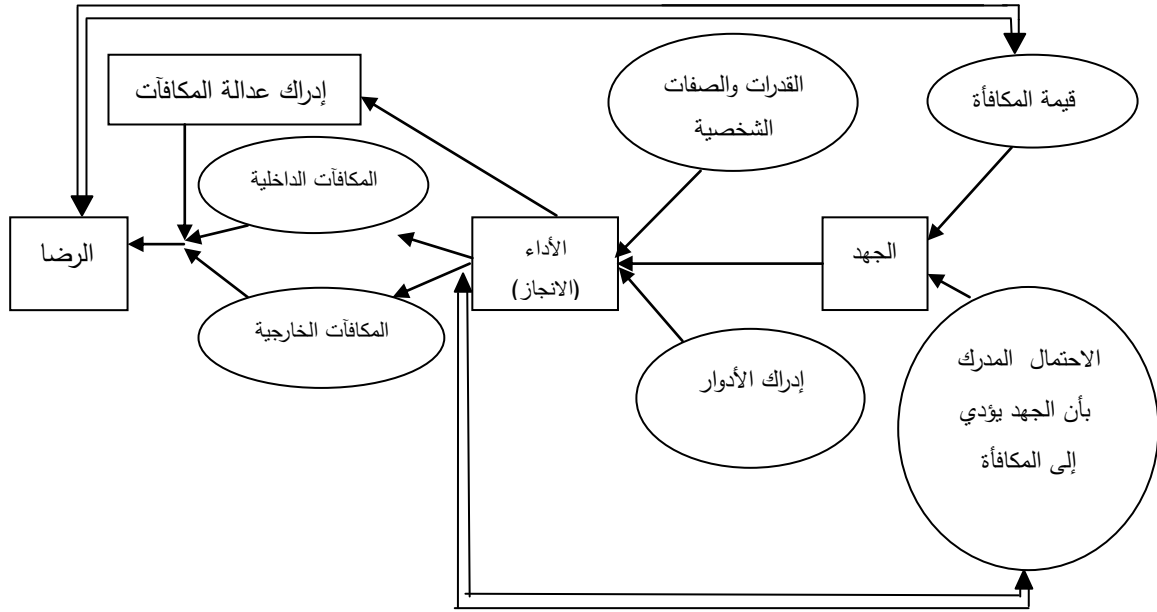 قيمة المكافأة
القدرات والصفات
الشخصية
إدراك عدالة المكافآت
المكافآت الداخلية
الجهد
الأداء
(الانجاز)
الرضا
المكافآت الخارجية
الاحتمال المدرك
بأن الجهد يؤدي
إلى المكافأة
إدراك الأدوار